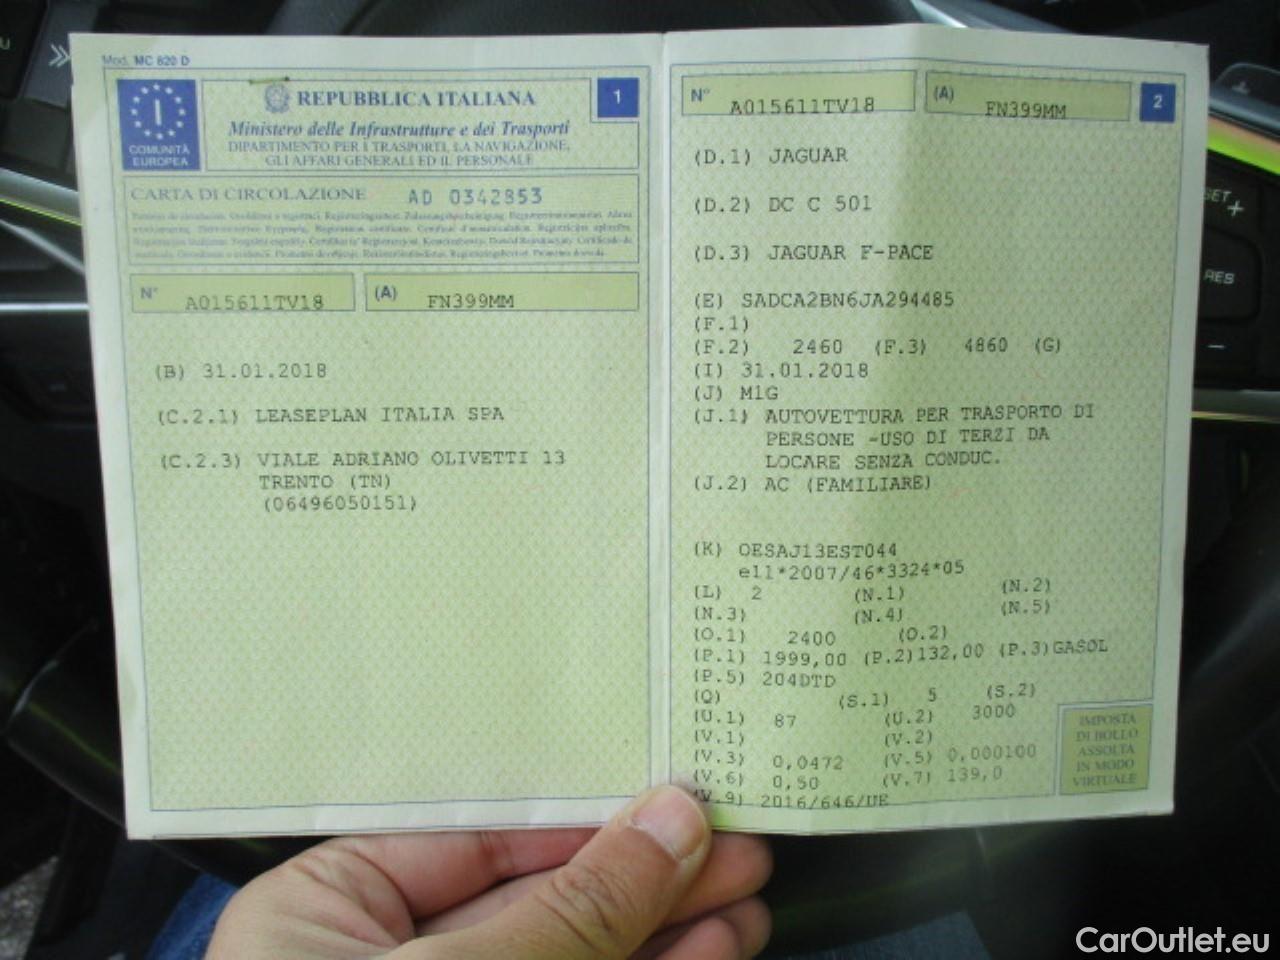 Mod. MC 820 D
I
COMUNITÀ
EUROPEA
REPUBBLICA ITALIANA
1
Ministero delle Infrastrutture e dei Trasporti
DIPARTIMENTO PER I TRASPORTI, LA NAVIGAZIONE,
GLI AFFARI GENERALI ED IL PERSONALE
CARTA DI CIRCOLAZIONE AD 0342853
N° A015611TV18 (A) FN399MM
(B) 31.01.2018
(C.2.1) LEASEPLAN ITALIA SPA
(C.2.3) VIALE ADRIANO OLIVETTI 13
TRENTO (TN)
(06496050151)
N° A015611TV18 (A) FN399MM 2
(D.1) JAGUAR
(D.2) DC C 501
(D.3) JAGUAR F-PACE
(E) SADCA2BN6JA294485
(F.1)
(F.2) 2460 (F.3) 4860 (G)
(I) 31.01.2018
(J) M1G
(J.1) AUTOVETTURA PER TRASPORTO DI
PERSONE -USO DI TERZI DA
LOCARE SENZA CONDUC.
(J.2) AC (FAMILIARE)
(K) OESAJ13EST044
e11*2007/46*3324*05
(L) 2 (N.1) (N.2)
(N.3) (N.4) (N.5)
(O.1) 2400 (O.2)
(P.1) 1999,00 (P.2) 132,00 (P.3) GASOL
(P.5) 204DTD
(Q) (S.1) 5 (S.2)
(U.1) 87 (U.2) 3000
(V.1) (V.2)
(V.3) 0,0472 (V.5) 0,000100
(V.6) 0,50 (V.7) 139,0
(V.9) 2016/646/UE
IMPOSTA
DI BOLLO
ASSOLTA
IN MODO
VIRTUALE
SET +
RES
CarOutlet.eu